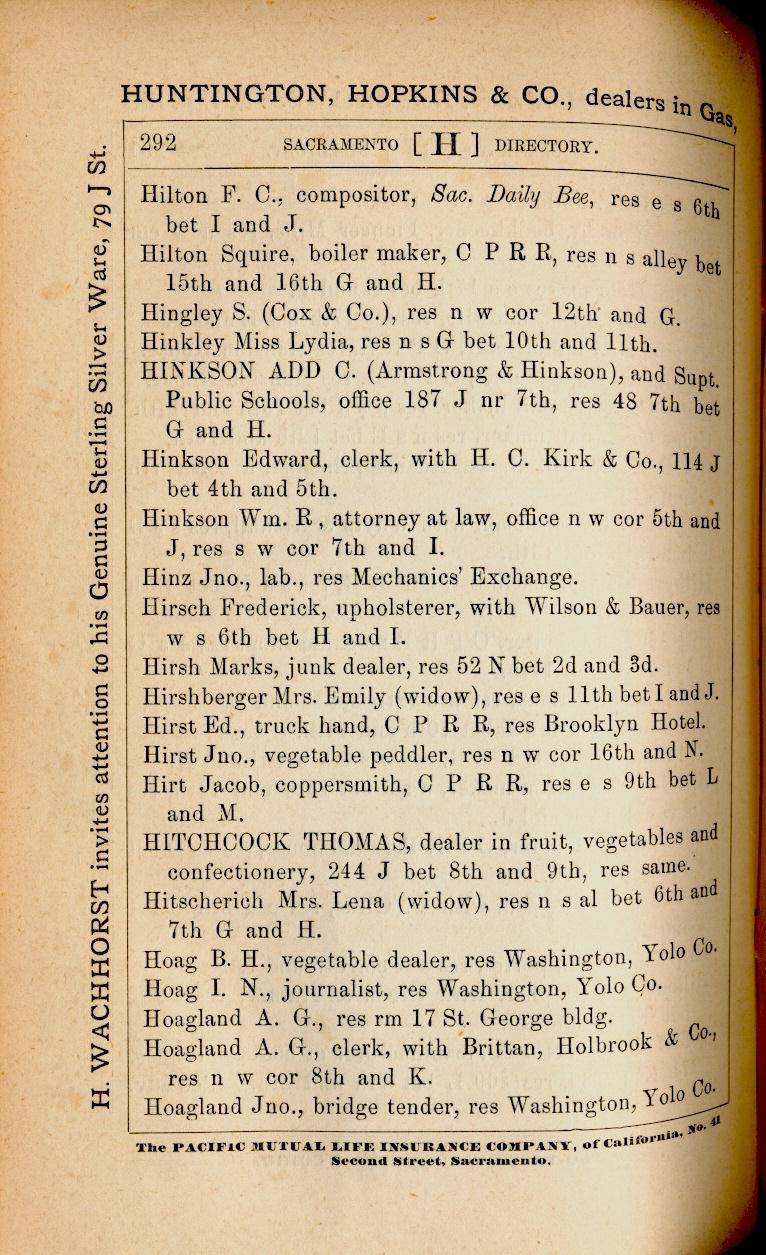 HUNTINGTON, HOPKINS & CO., dealers in Gas,
292 SACRAMENTO [ H ] DIRECTORY.
Hilton F. C., compositor, Sac. Daily Bee, res e s 6th
bet I and J.
Hilton Squire, boiler maker, C P R R, res n s alley bet
15th and 16th G and H.
Hingley S. (Cox & Co.), res n w cor 12th and G.
Hinkley Miss Lydia, res n s G bet 10th and 11th.
HINKSON ADD C. (Armstrong & Hinkson), and Supt.
Public Schools, office 187 J nr 7th, res 48 7th bet
G and H.
Hinkson Edward, clerk, with H. C. Kirk & Co., 114 J
bet 4th and 5th.
Hinkson Wm. R , attorney at law, office n w cor 5th and
J, res s w cor 7th and I.
Hinz Jno., lab., res Mechanics' Exchange.
Hirsch Frederick, upholsterer, with Wilson & Bauer, res
w s 6th bet H and I.
Hirsh Marks, junk dealer, res 52 N bet 2d and 3d.
Hirshberger Mrs. Emily (widow), res e s 11th bet I and J.
Hirst Ed., truck hand, C P R R, res Brooklyn Hotel.
Hirst Jno., vegetable peddler, res n w cor 16th and N.
Hirt Jacob, coppersmith, C P R R, res e s 9th bet L
and M.
HITCHCOCK THOMAS, dealer in fruit, vegetables and
confectionery, 244 J bet 8th and 9th, res same.
Hitscherich Mrs. Lena (widow), res n s al bet 6th and
7th G and H.
Hoag B. H., vegetable dealer, res Washington, Yolo Co.
Hoag I. N., journalist, res Washington, Yolo Co.
Hoagland A. G., res rm 17 St. George bldg.
Hoagland A. G., clerk, with Brittan, Holbrook & Co.,
res n w cor 8th and K.
Hoagland Jno., bridge tender, res Washington, Yolo Co.
The PACIFIC MUTUAL LIFE INSURANCE COMPANY, of California, No. 41
Second Street, Sacramento.
H. WACHHORST invites attention to his Genuine Sterling Silver Ware, 79 J St.